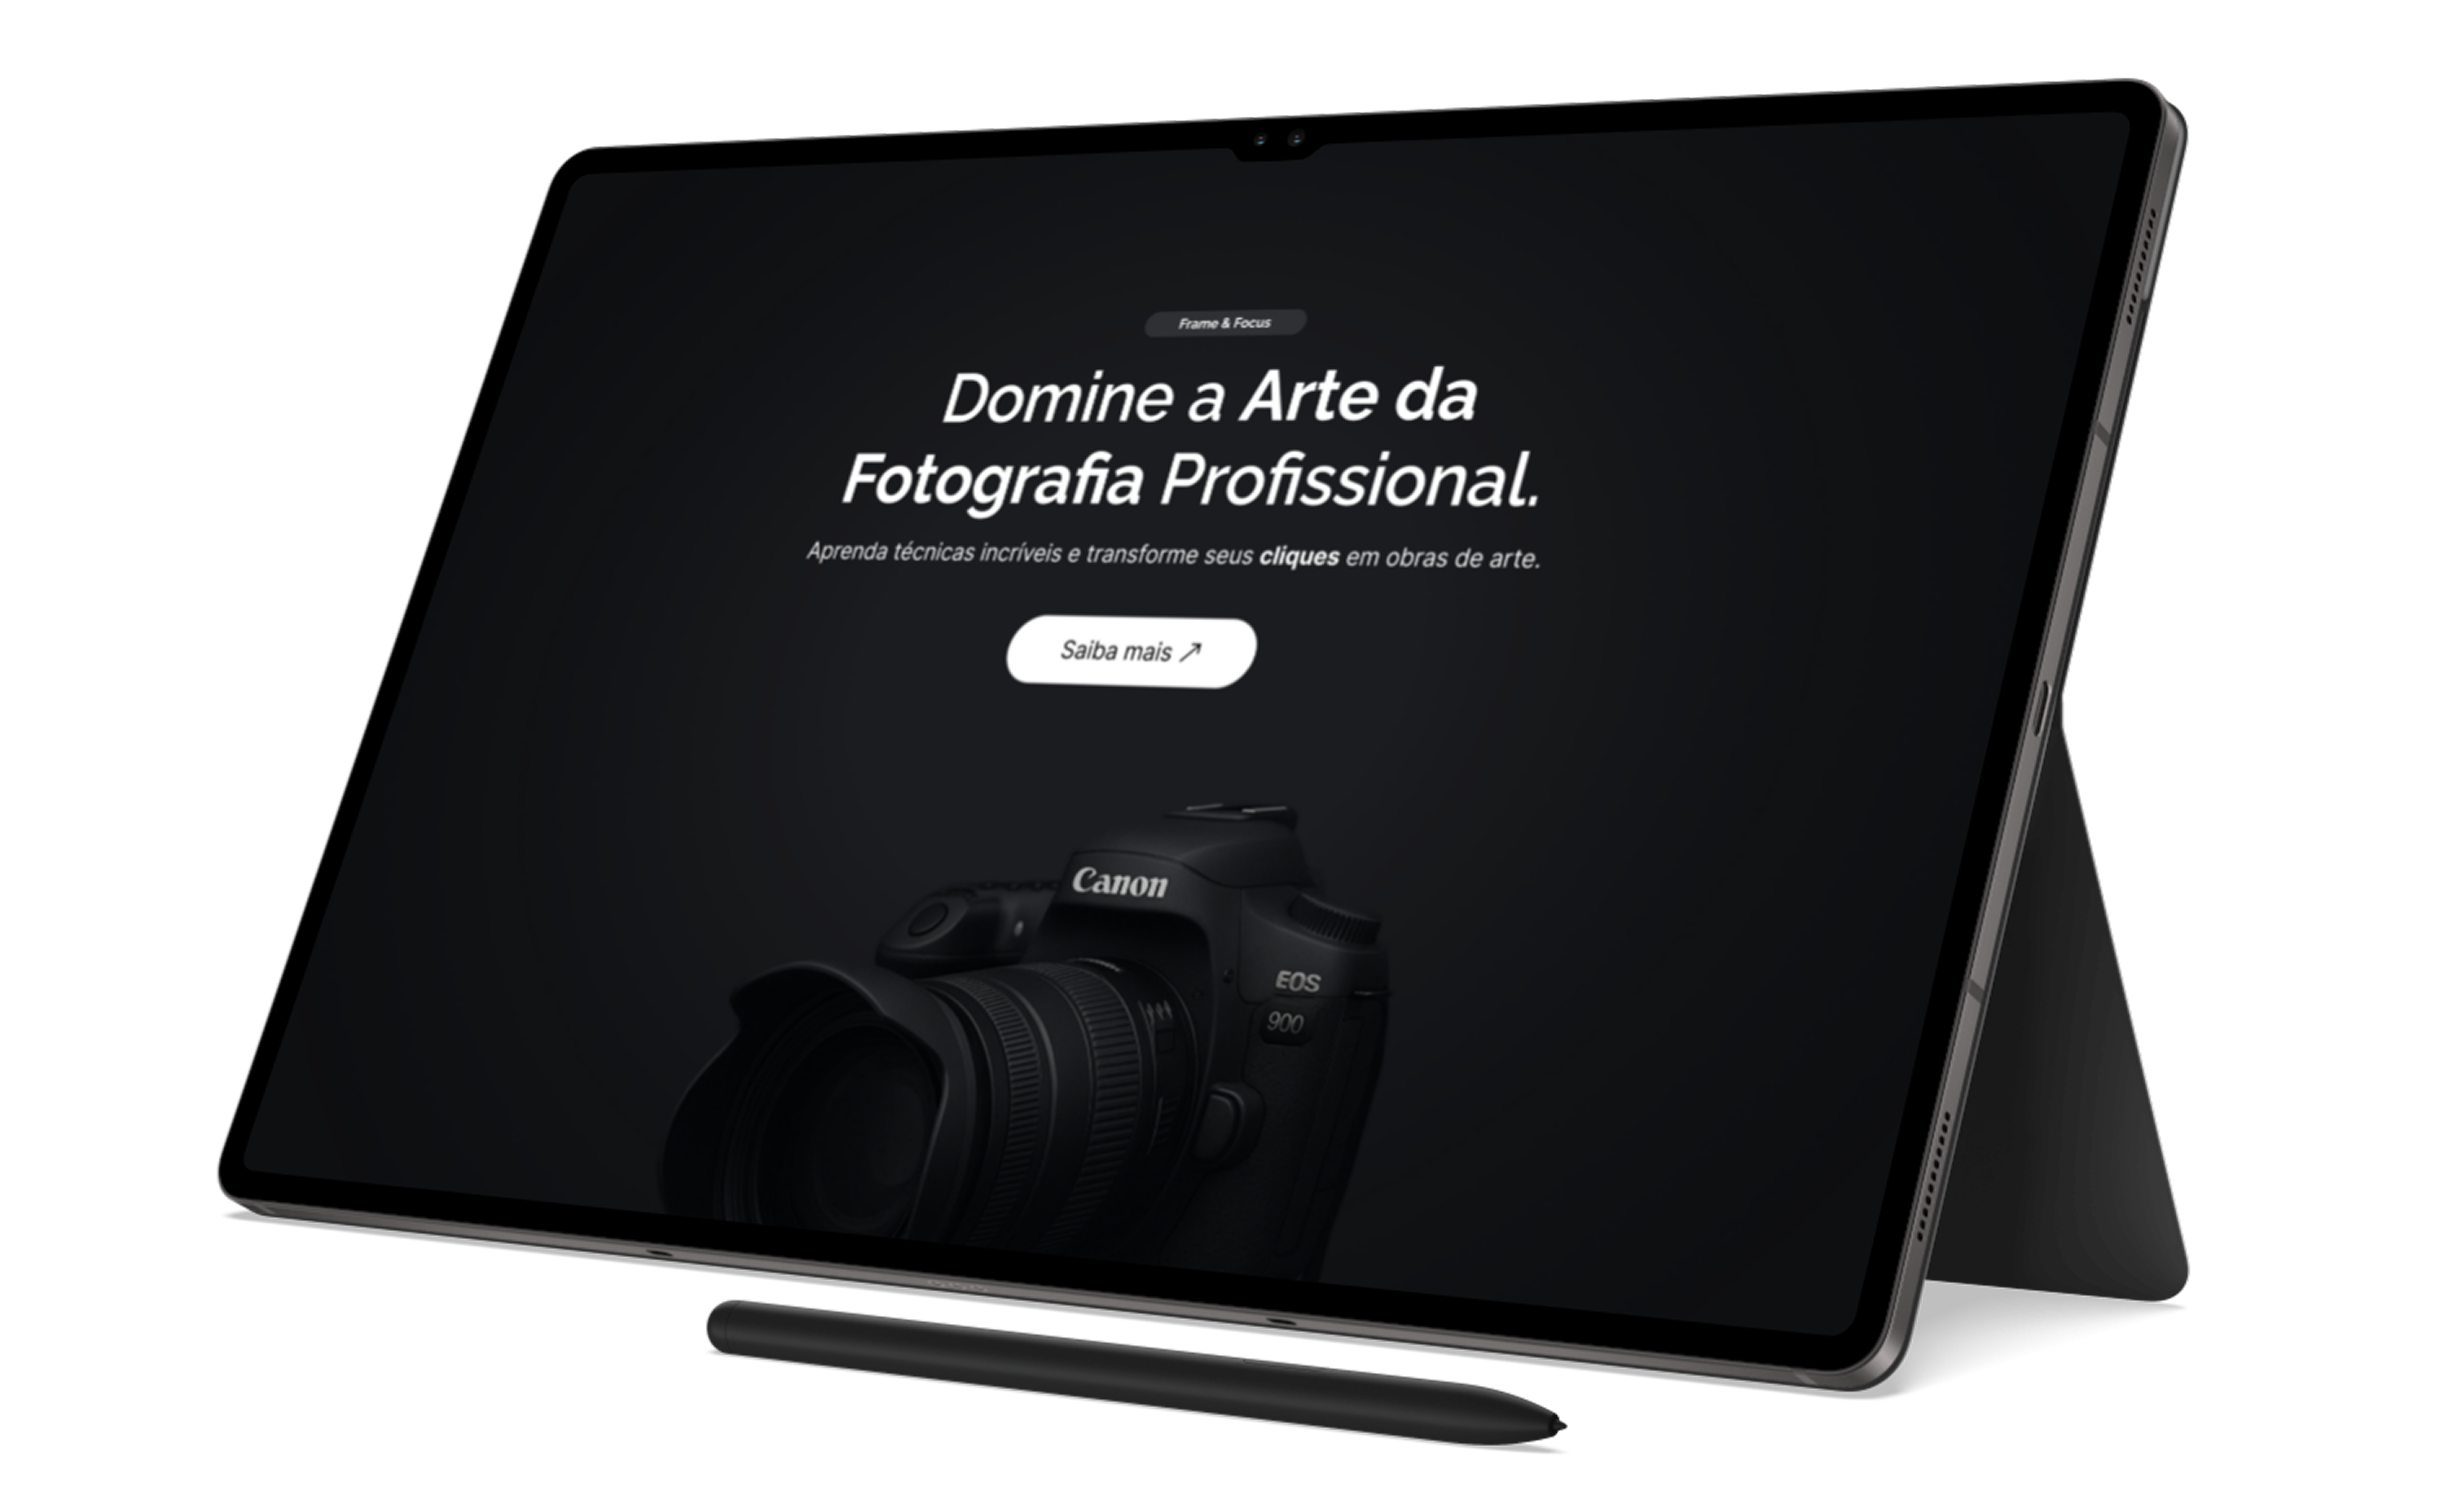 Frame & Focus
Domine a Arte da
Fotografia Profissional.
Aprenda técnicas incríveis e transforme seus cliques em obras de arte.
Saiba mais ↗
Canon
EOS
900